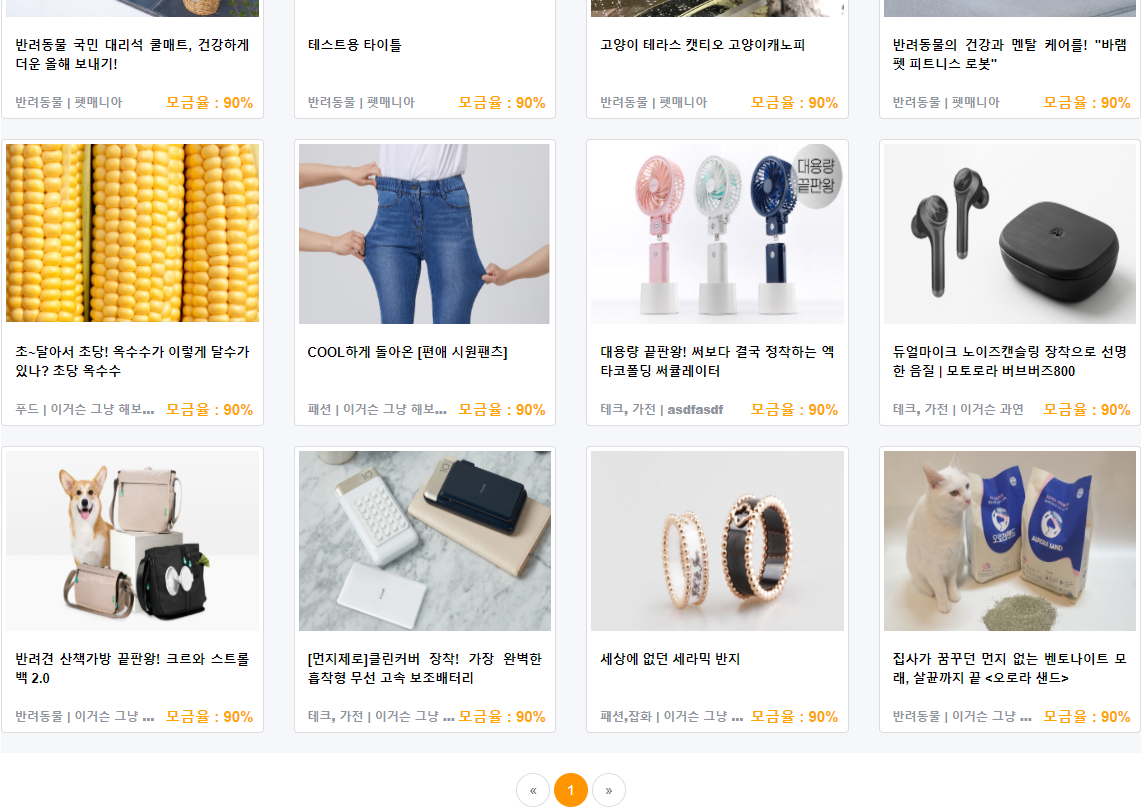 반려동물 국민 대리석 쿨매트, 건강하게
더운 올해 보내기!
반려동물 | 펫매니아 모금율 : 90%
테스트용 타이틀
반려동물 | 펫매니아 모금율 : 90%
고양이 테라스 캣티오 고양이캐노피
반려동물 | 펫매니아 모금율 : 90%
반려동물의 건강과 멘탈 케어를! "바램
펫 피트니스 로봇"
반려동물 | 펫매니아 모금율 : 90%
초~달아서 초당! 옥수수가 이렇게 달수가
있나? 초당 옥수수
푸드 | 이거슨 그냥 해보... 모금율 : 90%
COOL하게 돌아온 [편애 시원팬츠]
패션 | 이거슨 그냥 해보... 모금율 : 90%
대용량
끝판왕
대용량 끝판왕! 써보다 결국 정착하는 엑
타코폴딩 써큘레이터
테크, 가전 | asdfasdf 모금율 : 90%
듀얼마이크 노이즈캔슬링 장착으로 선명
한 음질 | 모토로라 버브버즈800
테크, 가전 | 이거슨 과연 모금율 : 90%
반려견 산책가방 끝판왕! 크르와 스트롤
백 2.0
반려동물 | 이거슨 그냥 ... 모금율 : 90%
[먼지제로]클린커버 장착! 가장 완벽한
흡착형 무선 고속 보조배터리
테크, 가전 | 이거슨 그냥 ... 모금율 : 90%
세상에 없던 세라믹 반지
패션,잡화 | 이거슨 그냥 ... 모금율 : 90%
오로라샌드
AURORA SAND
집사가 꿈꾸던 먼지 없는 벤토나이트 모
래, 살균까지 끝 <오로라 샌드>
반려동물 | 이거슨 그냥 ... 모금율 : 90%
« 1 »